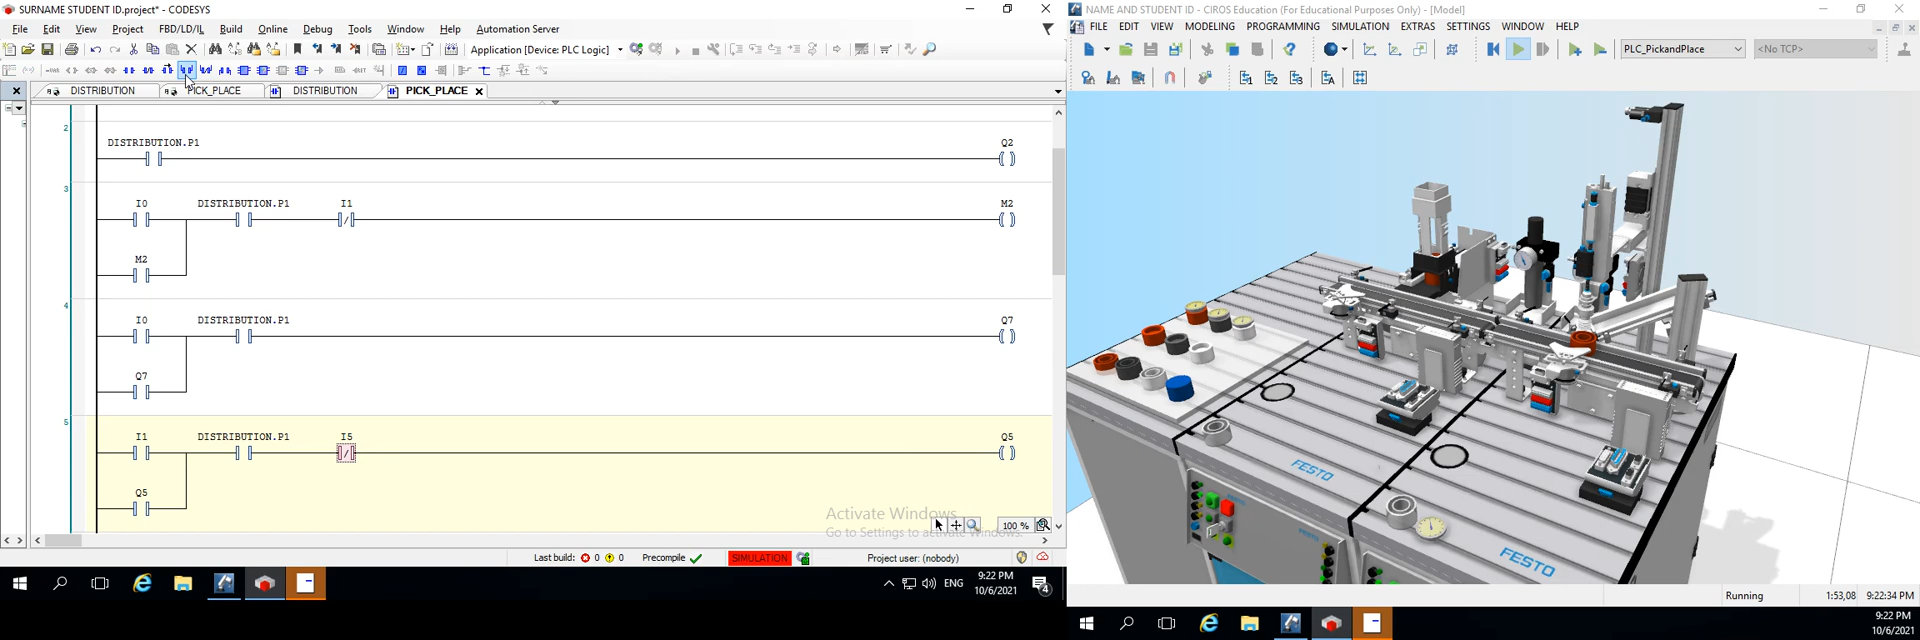 SURNAME STUDENT ID.project* - CODESYS
File Edit View Project FBD/LD/IL Build Online Debug Tools Window Help Automation Server
Application [Device: PLC Logic]
DISTRIBUTION PICK_PLACE DISTRIBUTION PICK_PLACE
2
DISTRIBUTION.P1 Q2
3
I0 DISTRIBUTION.P1 I1 M2
M2
4
I0 DISTRIBUTION.P1 Q7
Q7
5
I1 DISTRIBUTION.P1 I5 Q5
Q5
Activate Windows
Go to Settings to activate Windows.
100 %
Last build: 0 0 Precompile SIMULATION Project user: (nobody)
ENG
9:22 PM
10/6/2021
4
NAME AND STUDENT ID - CIROS Education (For Educational Purposes Only) - [Model]
FILE EDIT VIEW MODELING PROGRAMMING SIMULATION EXTRAS SETTINGS WINDOW HELP
PLC_PickandPlace <No TCP>
FESTO
FESTO
Running 1:53,08 9:22:34 PM
9:22 PM
10/6/2021